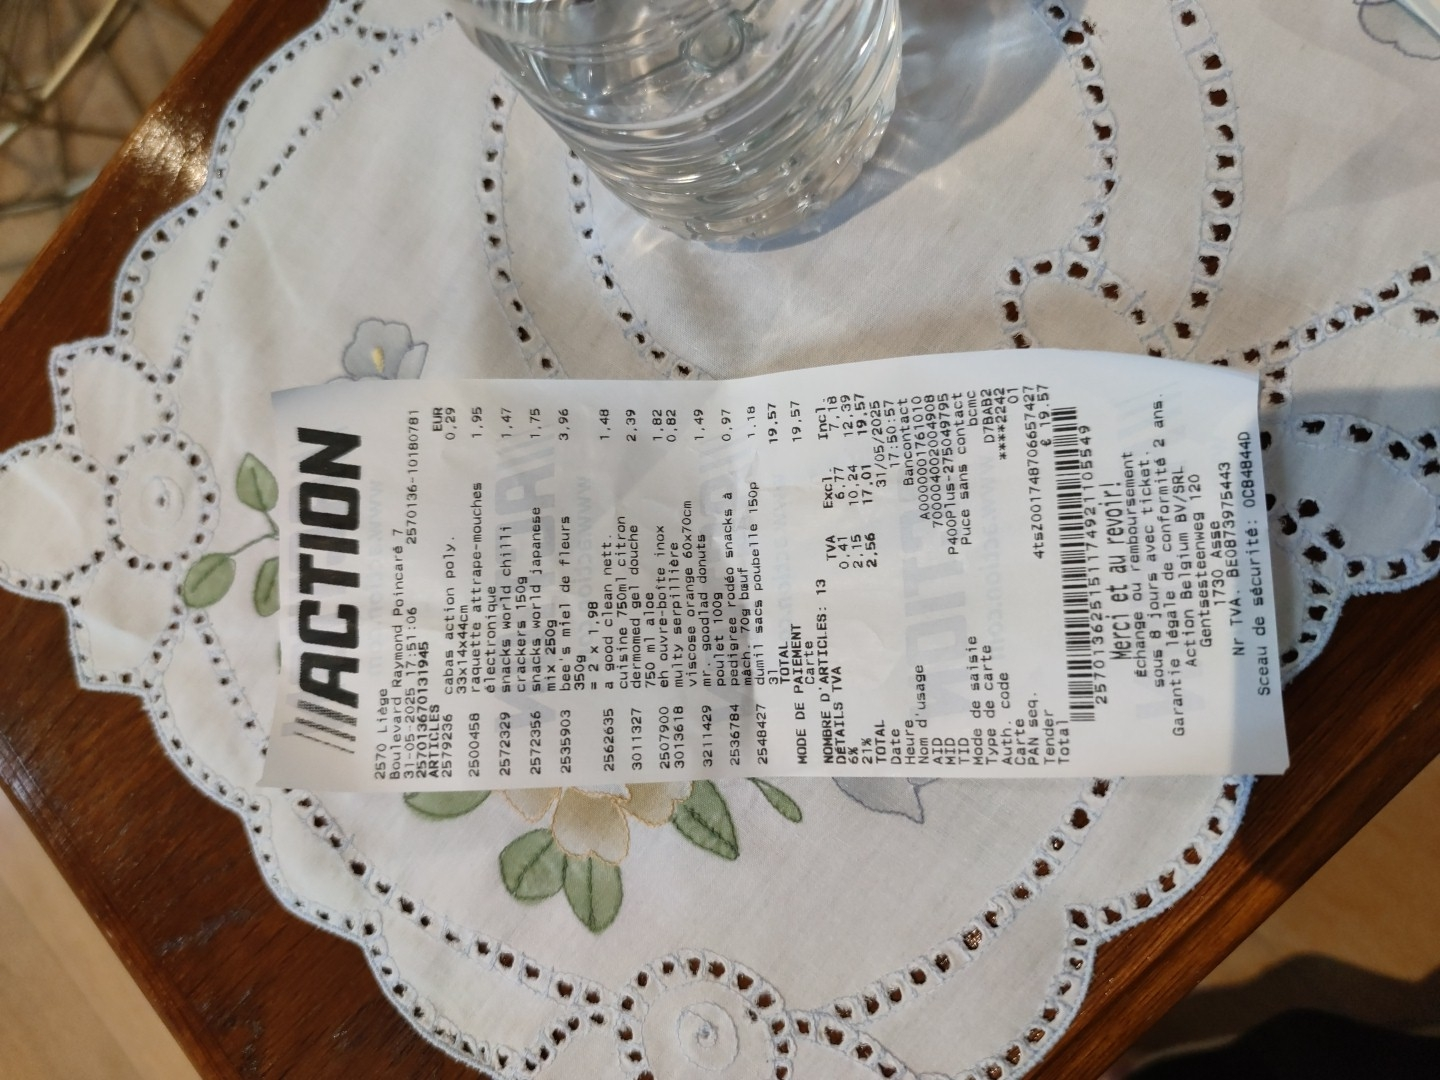 ACTION
2570 Liège
Boulevard Raymond Poincaré 7
31-05-2025 17:51:06 2570136-10180781
2570136701319​45
ARTICLES EUR
2579236 cabas action poly. 0,29
33x14x44cm
2500458 raquette attrape-mouches 1,95
électronique
2572329 snacks world chilli 1,47
crackers 150g
2572356 snacks world japanese 1,75
mix 250g
2535903 bee's miel de fleurs 3,96
350g
= 2 x 1,98
2562635 a good clean nett. 1,48
cuisine 750ml citron
3011327 dermomed gel douche 2,39
750 ml aloe
2507900 eh ouvre-boîte inox 1,82
3013618 multy serpillière 0,82
viscose orange 60x70cm
3211429 mr. goodlad donuts 1,49
poulet 100g
2536784 pedigree rodéo snacks à 0,97
mâch. 70g bœuf
2548427 dumil sacs poubelle 150p 1,18
31
TOTAL 19,57
MODE DE PAIEMENT
Carte 19,57
NOMBRE D'ARTICLES: 13
DÉTAILS TVA TVA Excl. Incl.
6% 0,41 6,77 7,18
21% 2,15 10,24 12,39
TOTAL 2,56 17,01 19,57
Date 31/05/2025
Heure 17:50:57
Nom d'usage Bancontact
AID A0000001761010
MID 700004002004908
TID P400Plus-275049795
Mode de saisie Puce sans contact
Type de carte bcmc
Auth. code D7BAB2
Carte ****2242
PAN seq. 01
Tender 4tsZ001748706657427
Total € 19.57
2570136251511749211055​49
Merci et au revoir!
Échange ou remboursement
sous 8 jours avec ticket.
Garantie légale de conformité 2 ans.
Action Belgium BV/SRL
Gentsesteenweg 120
1730 Asse
Nr TVA. BE0873975443
Sceau de sécurité: 0CB4844D